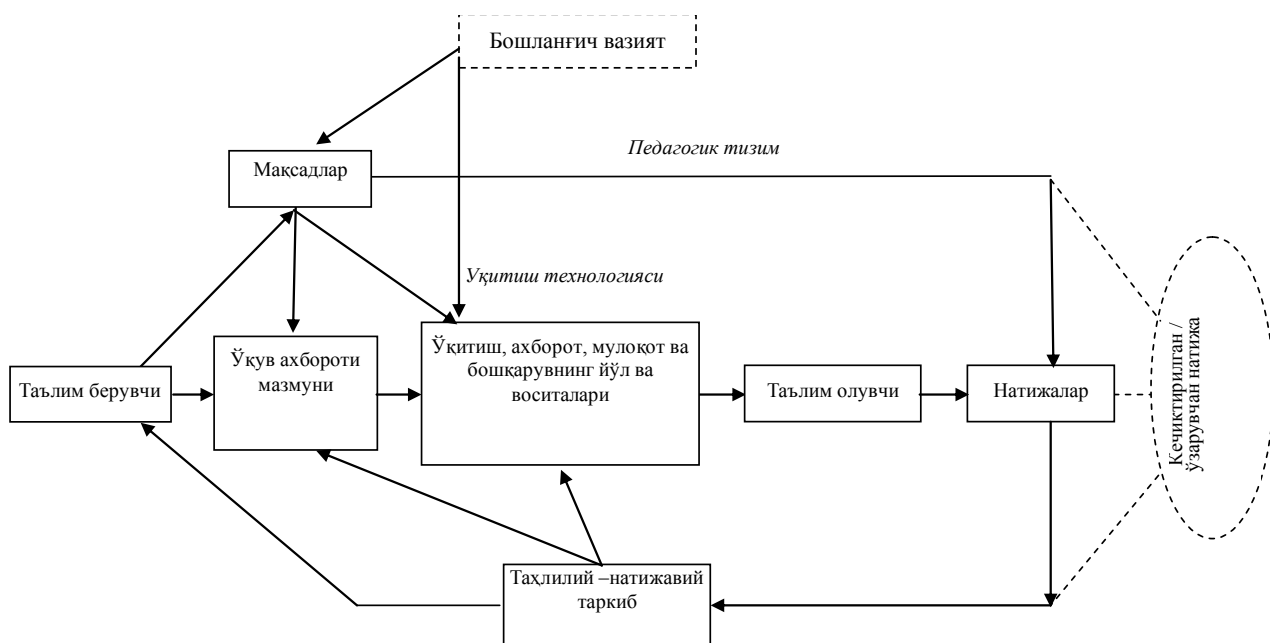 Бошланғич вазият
Педагогик тизим
Мақсадлар
Уқитиш технологияси
Ўқув ахбороти
мазмуни
Ўқитиш, ахборот, мулоқот ва
бошқарувнинг йўл ва
воситалари
Таълим берувчи
Таълим олувчи
Натижалар
Кечиктирилган /
ўзарувчан натижа
Таҳлилий –натижавий
таркиб